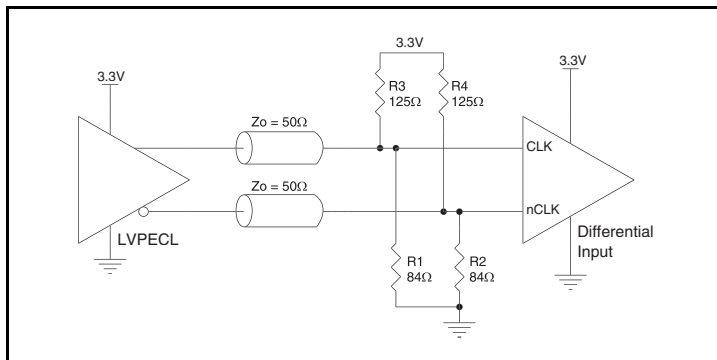 3.3V
3.3V
3.3V
R3
125Ω
R4
125Ω
Zo = 50Ω
CLK
Zo = 50Ω
nCLK
LVPECL
Differential
Input
R1
84Ω
R2
84Ω